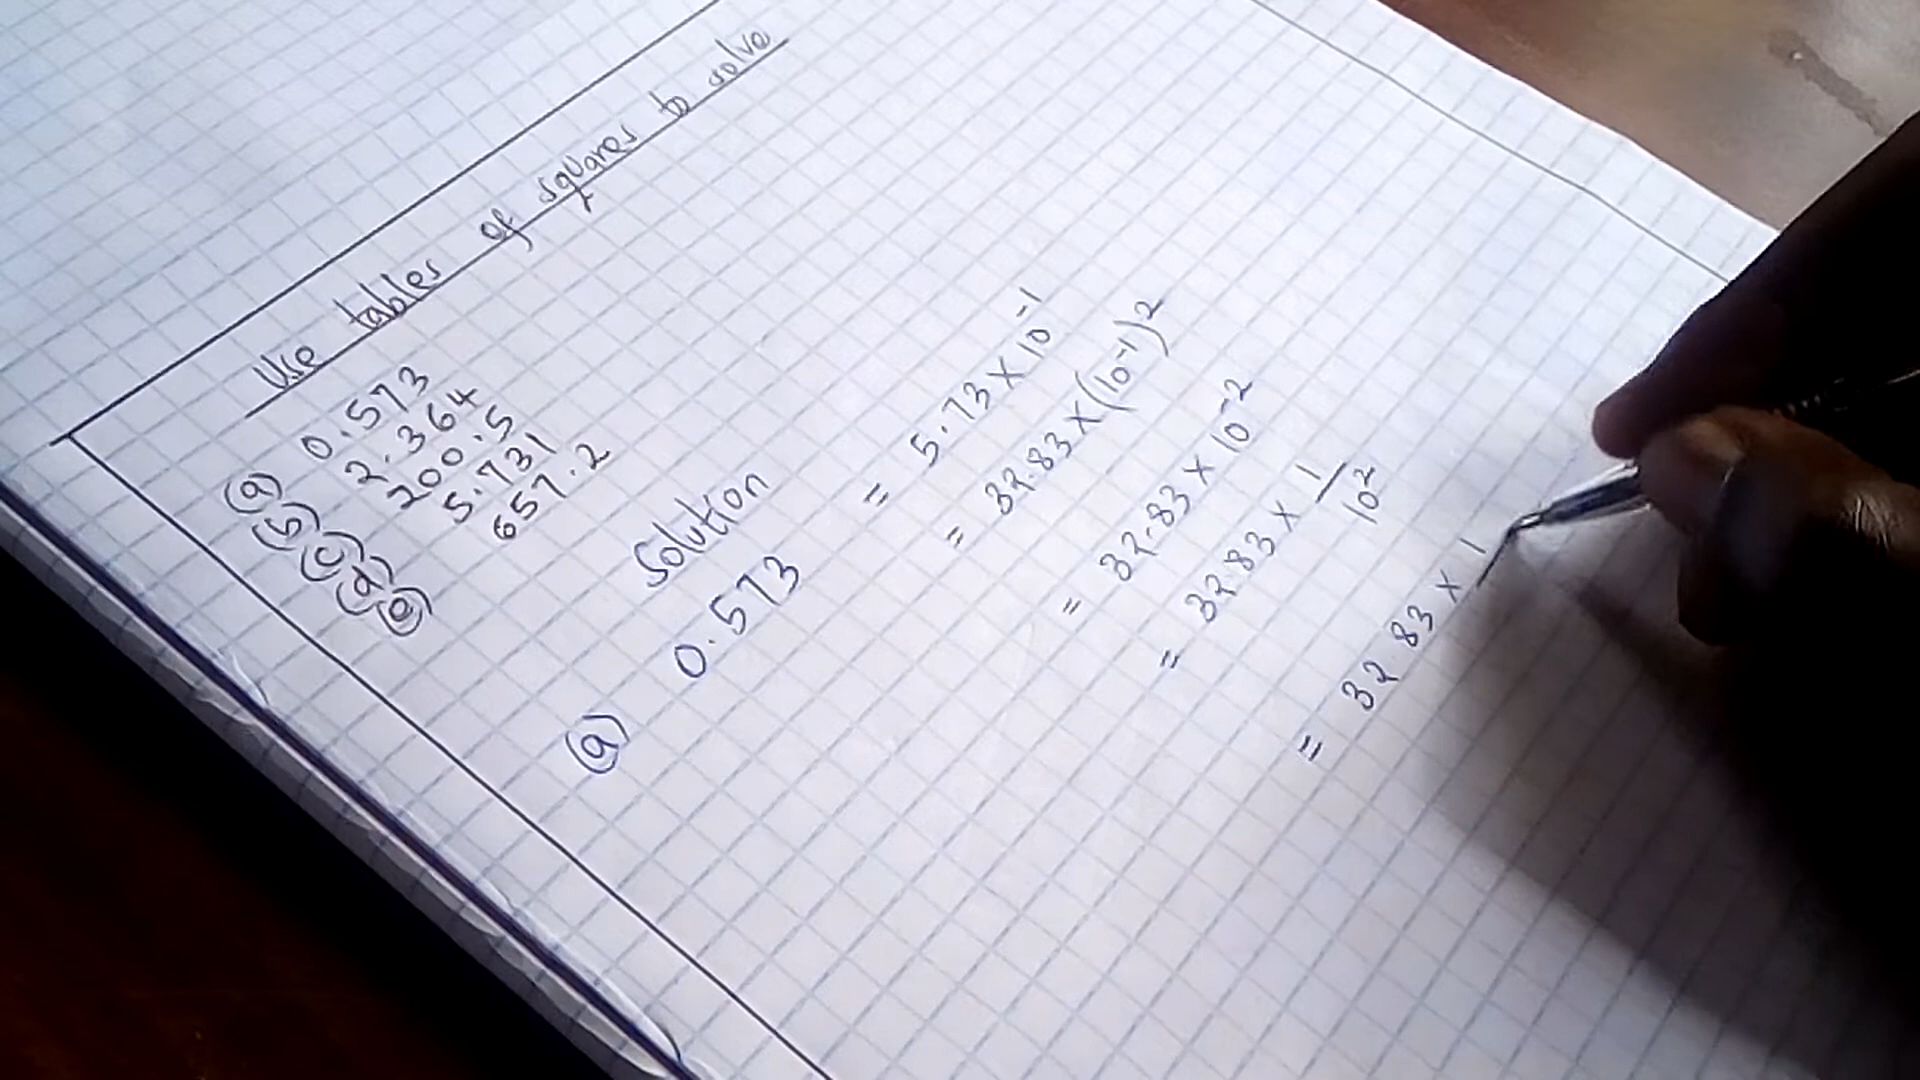 Use tables of squares to solve
(a) 0.573
(b) 2.364
(c) 200.5
(d) 5.731
(e) 657.2
Solution
(a) 0.573 = 5.73 × 10⁻¹
= 32.83 × (10⁻¹)²
= 32.83 × 10⁻²
= 32.83 × 1/10²
= 32.83 × 1